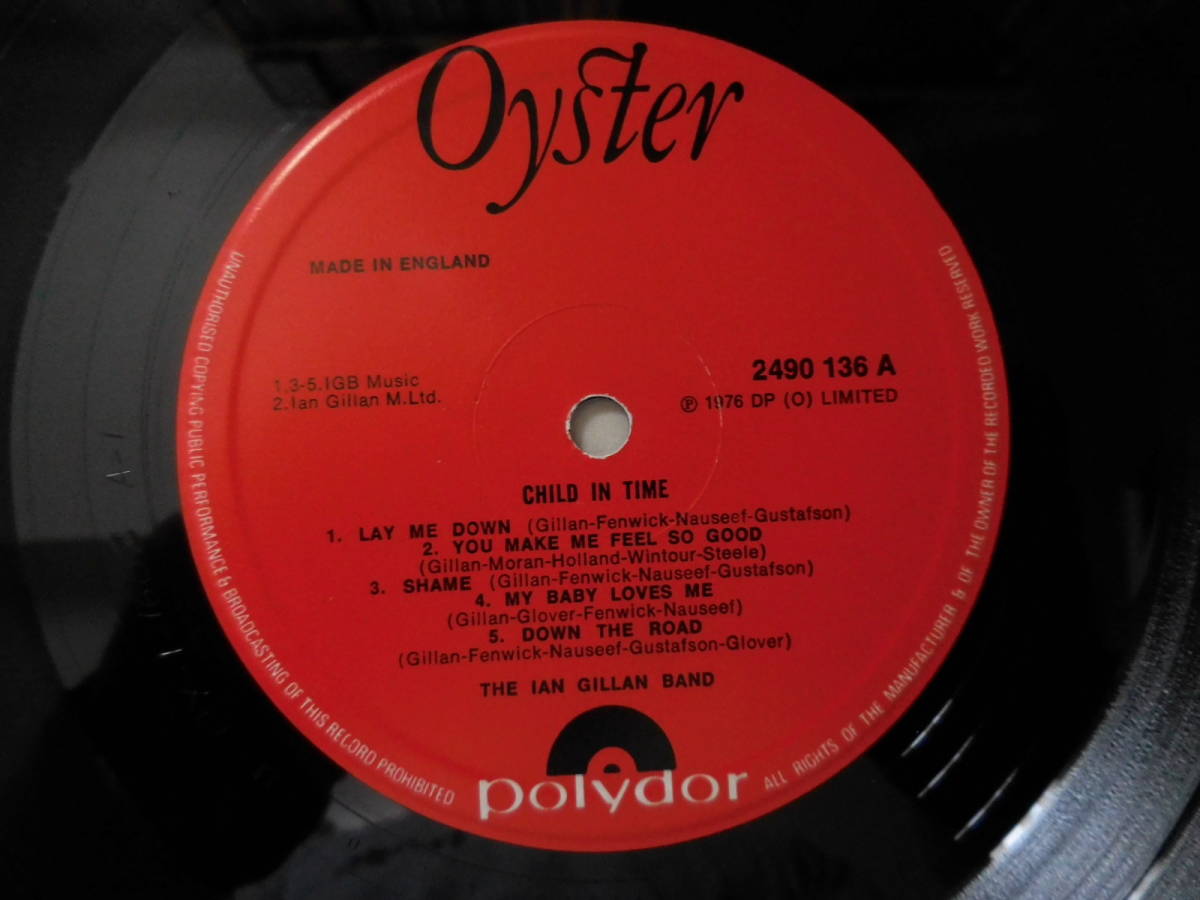 Oyster
MADE IN ENGLAND
1,3-5.IGB Music
2.Ian Gillan M.Ltd.
2490 136 A
℗ 1976 DP (O) LIMITED
CHILD IN TIME
1. LAY ME DOWN (Gillan-Fenwick-Nauseef-Gustafson)
2. YOU MAKE ME FEEL SO GOOD
(Gillan-Moran-Holland-Wintour-Steele)
3. SHAME (Gillan-Fenwick-Nauseef-Gustafson)
4. MY BABY LOVES ME
(Gillan-Glover-Fenwick-Nauseef)
5. DOWN THE ROAD
(Gillan-Fenwick-Nauseef-Gustafson-Glover)
THE IAN GILLAN BAND
polydor
UNAUTHORISED COPYING PUBLIC PERFORMANCE & BROADCASTING OF THIS RECORD PROHIBITED
ALL RIGHTS OF THE MANUFACTURER & OF THE OWNER OF THE RECORDED WORK RESERVED
A-1